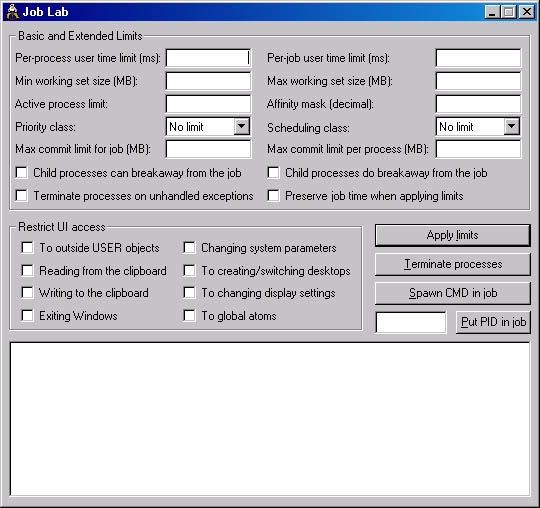 Job Lab
Basic and Extended Limits
Per-process user time limit (ms): Per-job user time limit (ms):
Min working set size (MB): Max working set size (MB):
Active process limit: Affinity mask (decimal):
Priority class: No limit Scheduling class: No limit
Max commit limit for job (MB): Max commit limit per process (MB):
Child processes can breakaway from the job Child processes do breakaway from the job
Terminate processes on unhandled exceptions Preserve job time when applying limits
Restrict UI access
To outside USER objects Changing system parameters
Reading from the clipboard To creating/switching desktops
Writing to the clipboard To changing display settings
Exiting Windows To global atoms
Apply limits
Terminate processes
Spawn CMD in job
Put PID in job